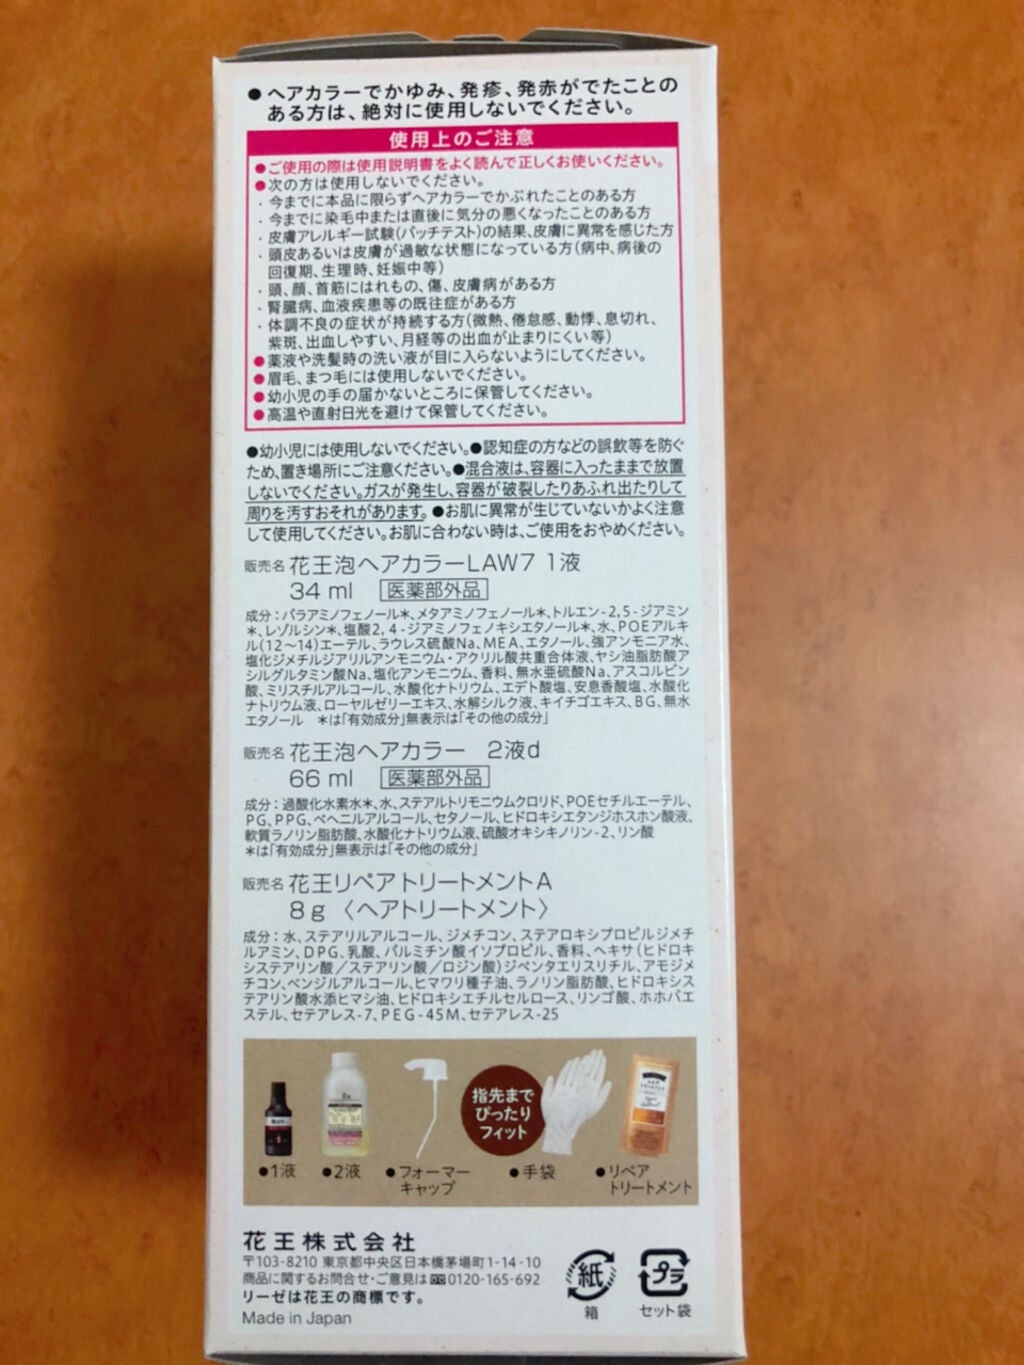 ●ヘアカラーでかゆみ、発疹、発赤がでたことの
ある方は、絶対に使用しないでください。
使用上のご注意
●ご使用の際は使用説明書をよく読んで正しくお使いください。
●次の方は使用しないでください。
・今までに本品に限らずヘアカラーでかぶれたことのある方
・今までに染毛中または直後に気分の悪くなったことのある方
・皮膚アレルギー試験(パッチテスト)の結果、皮膚に異常を感じた方
・頭皮あるいは皮膚が過敏な状態になっている方(病中、病後の
回復期、生理時、妊娠中等)
・頭、顔、首筋にはれもの、傷、皮膚病がある方
・腎臓病、血液疾患等の既往症がある方
・体調不良の症状が持続する方(微熱、倦怠感、動悸、息切れ、
紫斑、出血しやすい、月経等の出血が止まりにくい等)
●薬液や洗髪時の洗い液が目に入らないようにしてください。
●眉毛、まつ毛には使用しないでください。
●幼小児の手の届かないところに保管してください。
●高温や直射日光を避けて保管してください。
●幼小児には使用しないでください。●認知症の方などの誤飲等を防ぐ
ため、置き場所にご注意ください。●混合液は、容器に入ったままで放置
しないでください。ガスが発生し、容器が破裂したりあふれ出たりして
周りを汚すおそれがあります。●お肌に異常が生じていないかよく注意
して使用してください。お肌に合わない時は、ご使用をおやめください。
販売名 花王泡ヘアカラーLAW7 1液
34 ml 医薬部外品
成分：パラアミノフェノール＊、メタアミノフェノール＊、トルエン-2,5-ジアミン
＊、レゾルシン＊、塩酸2,4-ジアミノフェノキシエタノール＊、水、POEアルキ
ル(12～14)エーテル、ラウレス硫酸Na、MEA、エタノール、強アンモニア水、
塩化ジメチルジアリルアンモニウム・アクリル酸共重合体液、ヤシ油脂肪酸ア
シルグルタミン酸Na、塩化アンモニウム、香料、無水亜硫酸Na、アスコルビン
酸、ミリスチルアルコール、水酸化ナトリウム、エデト酸塩、安息香酸塩、水酸化
ナトリウム液、ローヤルゼリーエキス、水解シルク液、キイチゴエキス、BG、無水
エタノール ＊は「有効成分」無表示は「その他の成分」
販売名 花王泡ヘアカラー 2液d
66 ml 医薬部外品
成分：過酸化水素水＊、水、ステアルトリモニウムクロリド、POEセチルエーテル、
PG、PPG、ベヘニルアルコール、セタノール、ヒドロキシエタンジホスホン酸液、
軟質ラノリン脂肪酸、水酸化ナトリウム液、硫酸オキシキノリン-2、リン酸
＊は「有効成分」無表示は「その他の成分」
販売名 花王リペアトリートメントA
8g 〈ヘアトリートメント〉
成分：水、ステアリルアルコール、ジメチコン、ステアロキシプロピルジメチ
ルアミン、DPG、乳酸、パルミチン酸イソプロピル、香料、ヘキサ(ヒドロキ
システアリン酸／ステアリン酸／ロジン酸)ジペンタエリスリチル、アモジメ
チコン、ベンジルアルコール、ヒマワリ種子油、ラノリン脂肪酸、ヒドロキシス
テアリン酸水添ヒマシ油、ヒドロキシエチルセルロース、リンゴ酸、ホホバエ
ステル、セテアレス-7、PEG-45M、セテアレス-25
指先まで
ぴったり
フィット
●1液
●2液
●フォーマー
キャップ
●手袋
●リペア
トリートメント
花王株式会社
〒103-8210 東京都中央区日本橋茅場町1-14-10
商品に関するお問合せ・ご意見は 0120-165-692
リーゼは花王の商標です。
Made in Japan
紙
箱
プラ
セット袋